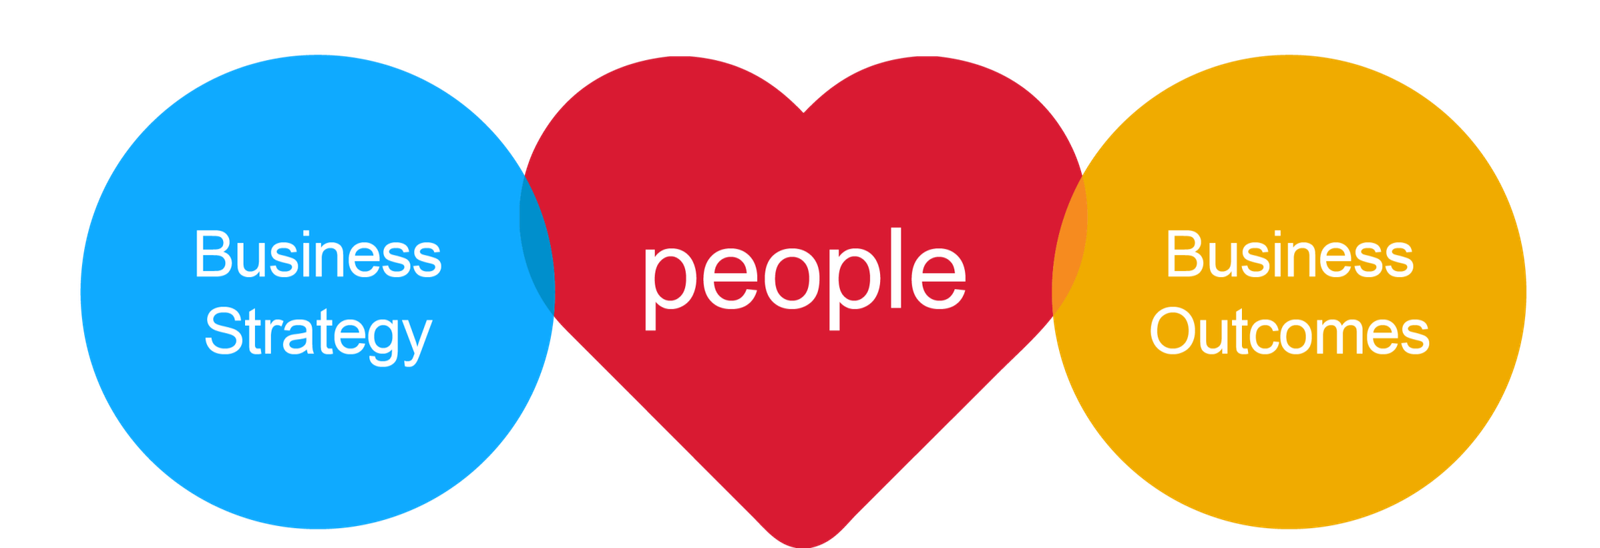 Business
Strategy
people
Business
Outcomes